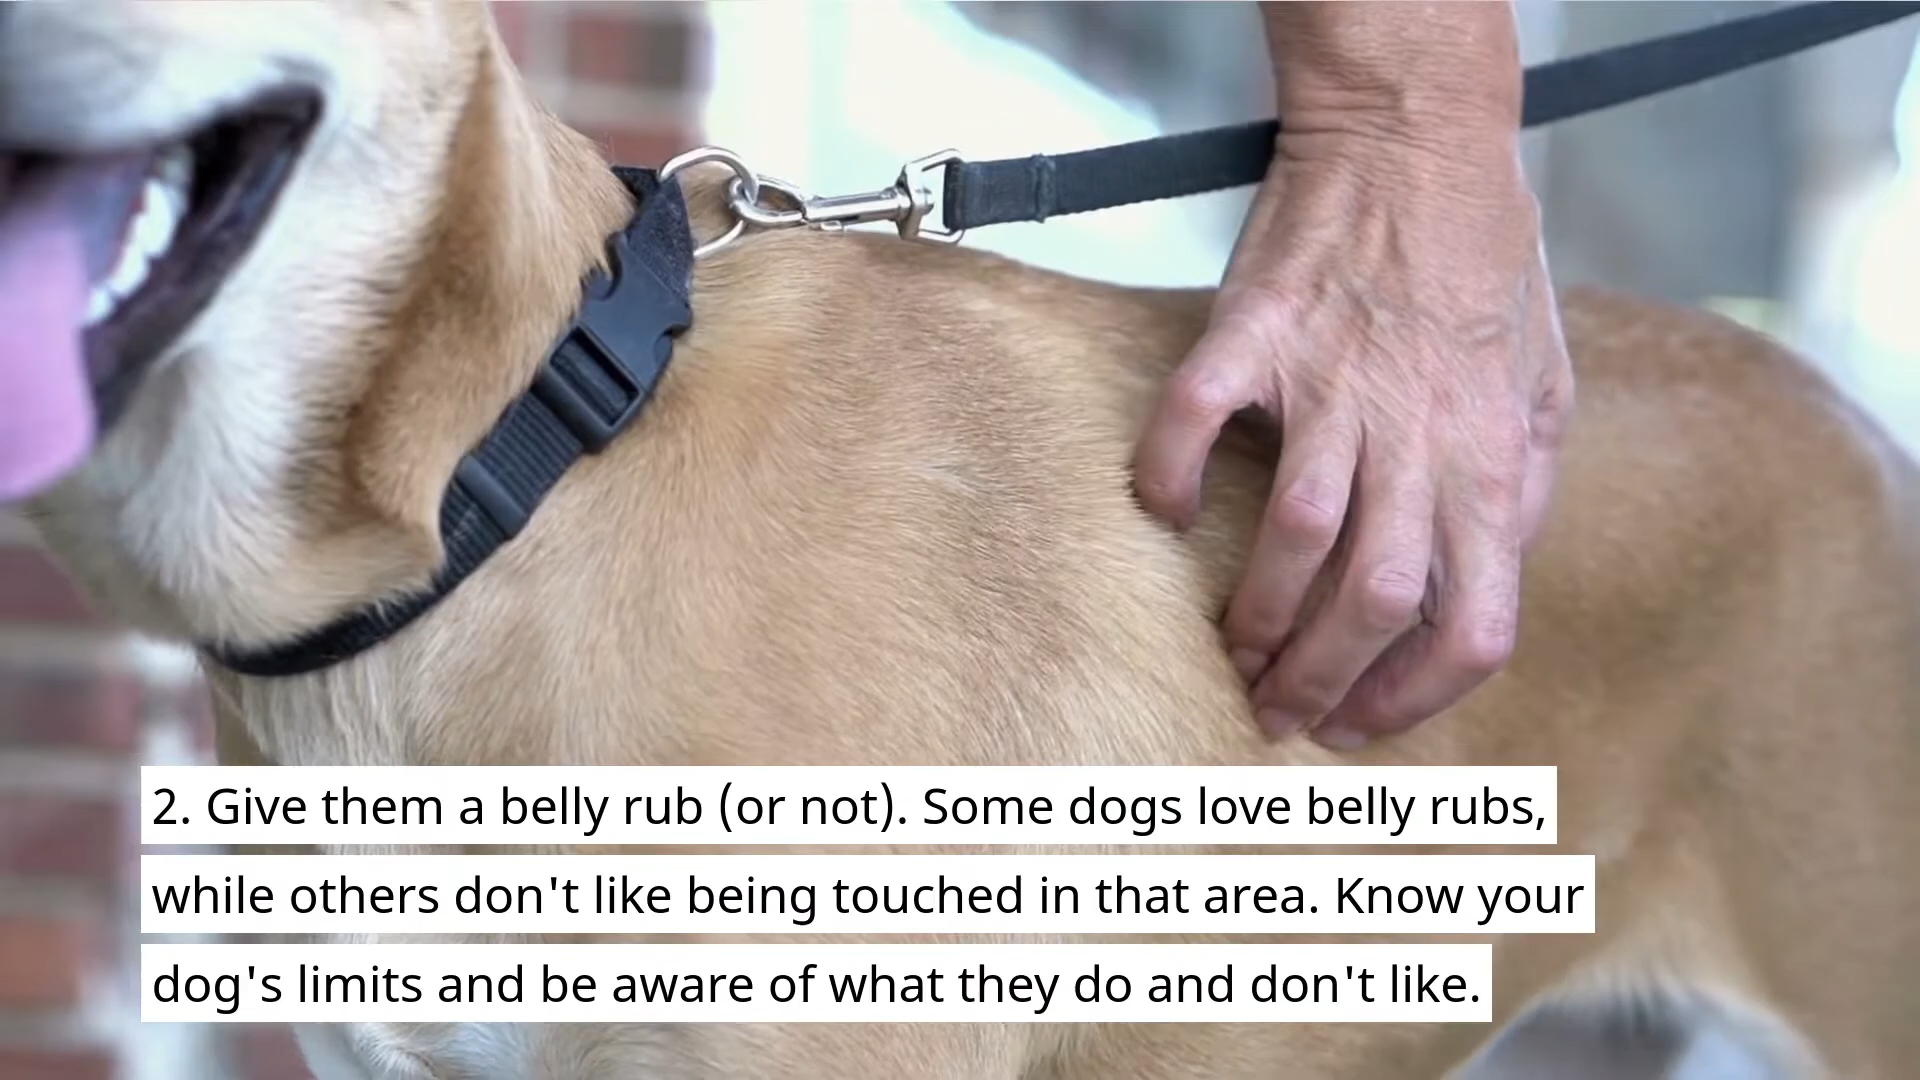 2. Give them a belly rub (or not). Some dogs love belly rubs,
while others don't like being touched in that area. Know your
dog's limits and be aware of what they do and don't like.